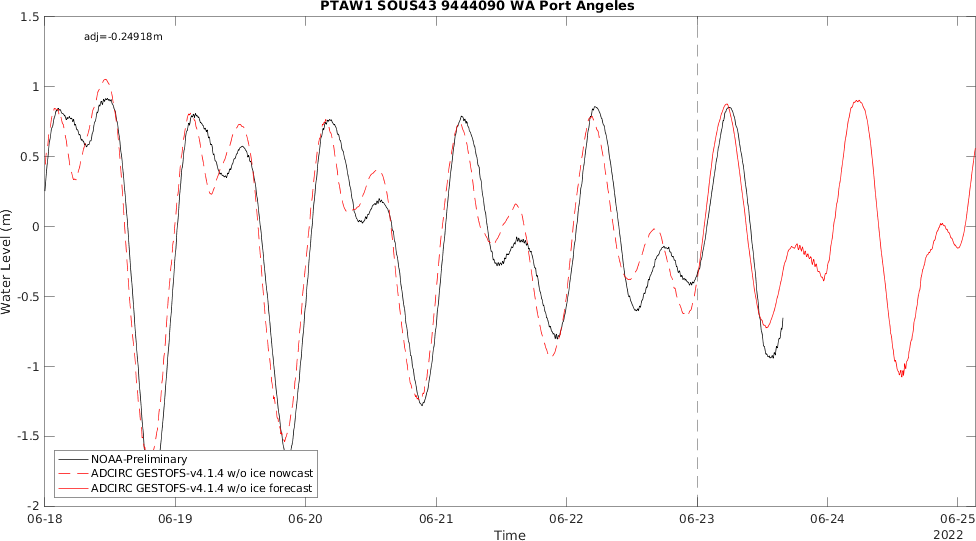 PTAW1 SOUS43 9444090 WA Port Angeles
adj=-0.24918m
1.5
1
0.5
0
-0.5
-1
-1.5
-2
Water Level (m)
NOAA-Preliminary
ADCIRC GESTOFS-v4.1.4 w/o ice nowcast
ADCIRC GESTOFS-v4.1.4 w/o ice forecast
06-18 06-19 06-20 06-21 06-22 06-23 06-24 06-25
Time
2022